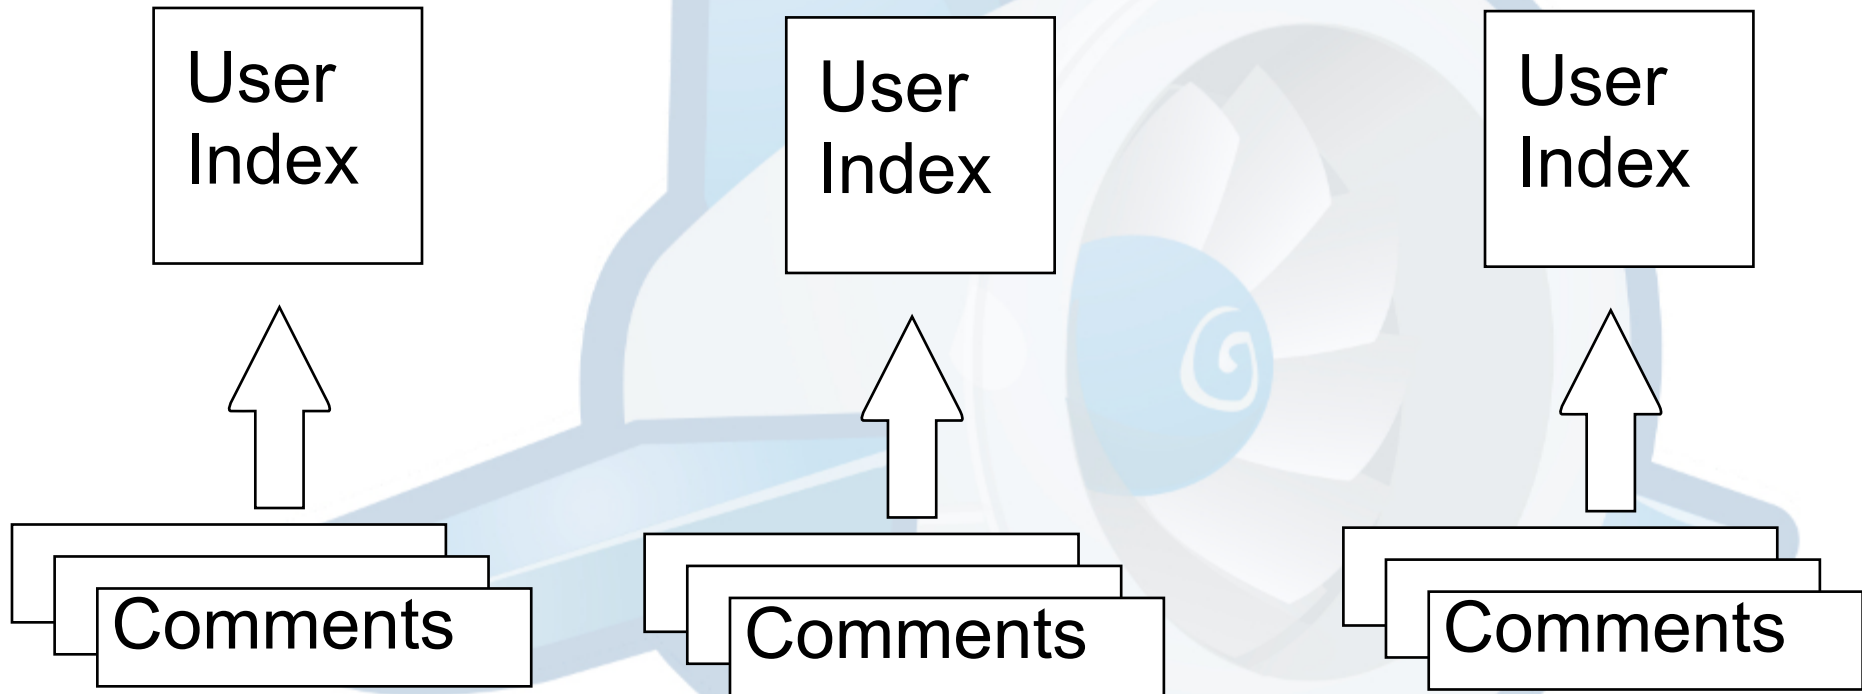 User
Index
User
Index
User
Index
Comments
Comments
Comments